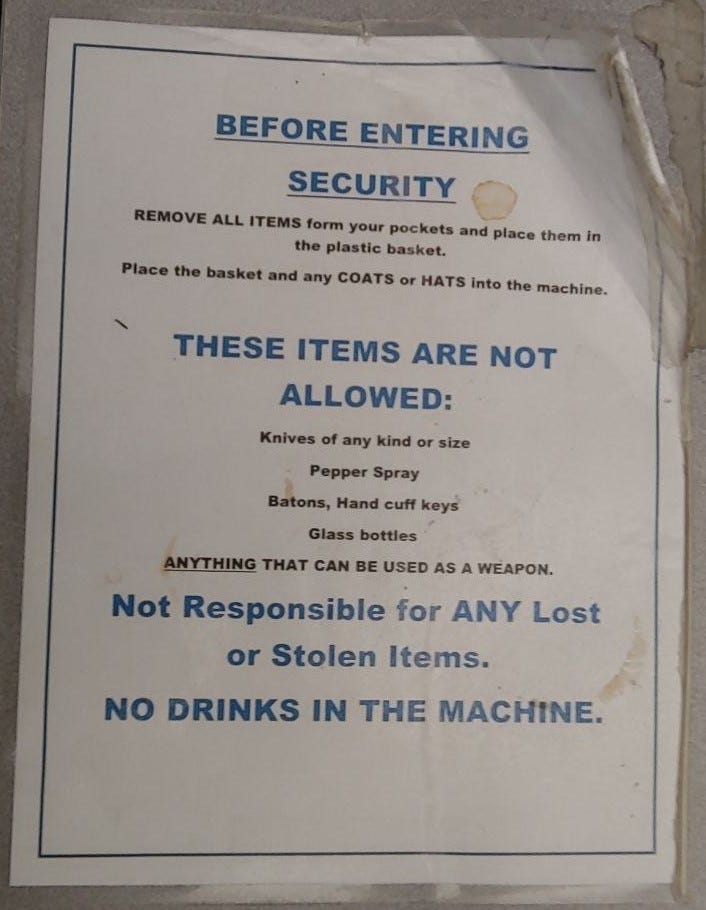 BEFORE ENTERING
SECURITY
REMOVE ALL ITEMS form your pockets and place them in
the plastic basket.
Place the basket and any COATS or HATS into the machine.
THESE ITEMS ARE NOT
ALLOWED:
Knives of any kind or size
Pepper Spray
Batons, Hand cuff keys
Glass bottles
ANYTHING THAT CAN BE USED AS A WEAPON.
Not Responsible for ANY Lost
or Stolen Items.
NO DRINKS IN THE MACHINE.